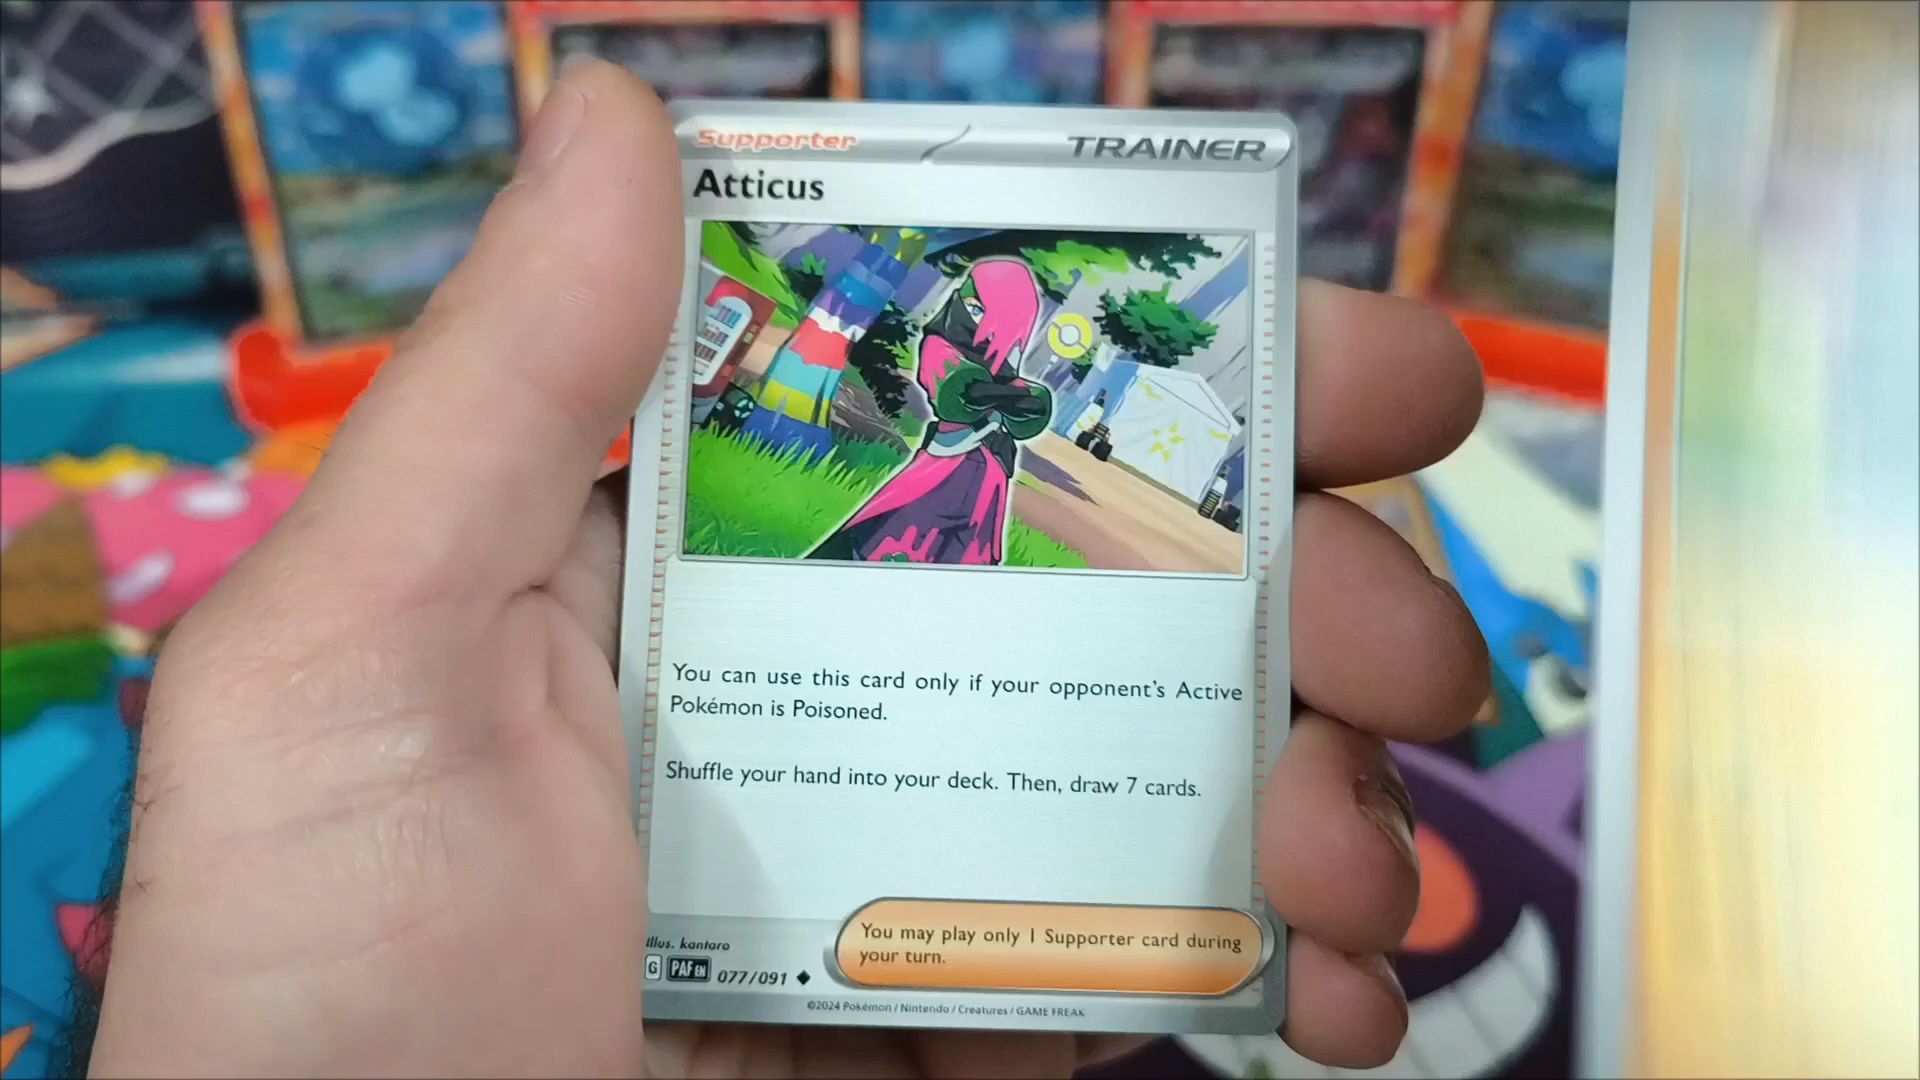 Supporter
TRAINER
Atticus
You can use this card only if your opponent's Active
Pokémon is Poisoned.
Shuffle your hand into your deck. Then, draw 7 cards.
You may play only 1 Supporter card during
your turn.
Illus. kantaro
G PAF EN 077/091
©2024 Pokémon / Nintendo / Creatures / GAME FREAK